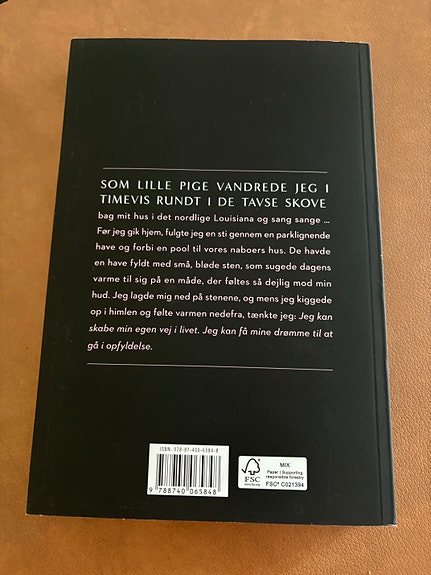 SOM LILLE PIGE VANDREDE JEG I
TIMEVIS RUNDT I DE TAVSE SKOVE
bag mit hus i det nordlige Louisiana og sang sange ...
Før jeg gik hjem, fulgte jeg en sti gennem en parklignende
have og forbi en pool til vores naboers hus. De havde
en have fyldt med små, bløde sten, som sugede dagens
varme til sig på en måde, der føltes så dejlig mod min
hud. Jeg lagde mig ned på stenene, og mens jeg kiggede
op i himlen og følte varmen nedefra, tænkte jeg: Jeg kan
skabe min egen vej i livet. Jeg kan få mine drømme til at
gå i opfyldelse.
ISBN: 978-87-400-6584-8
9 788740 065848
FSC
www.fsc.org
MIX
Paper | Supporting
responsible forestry
FSC® C021394